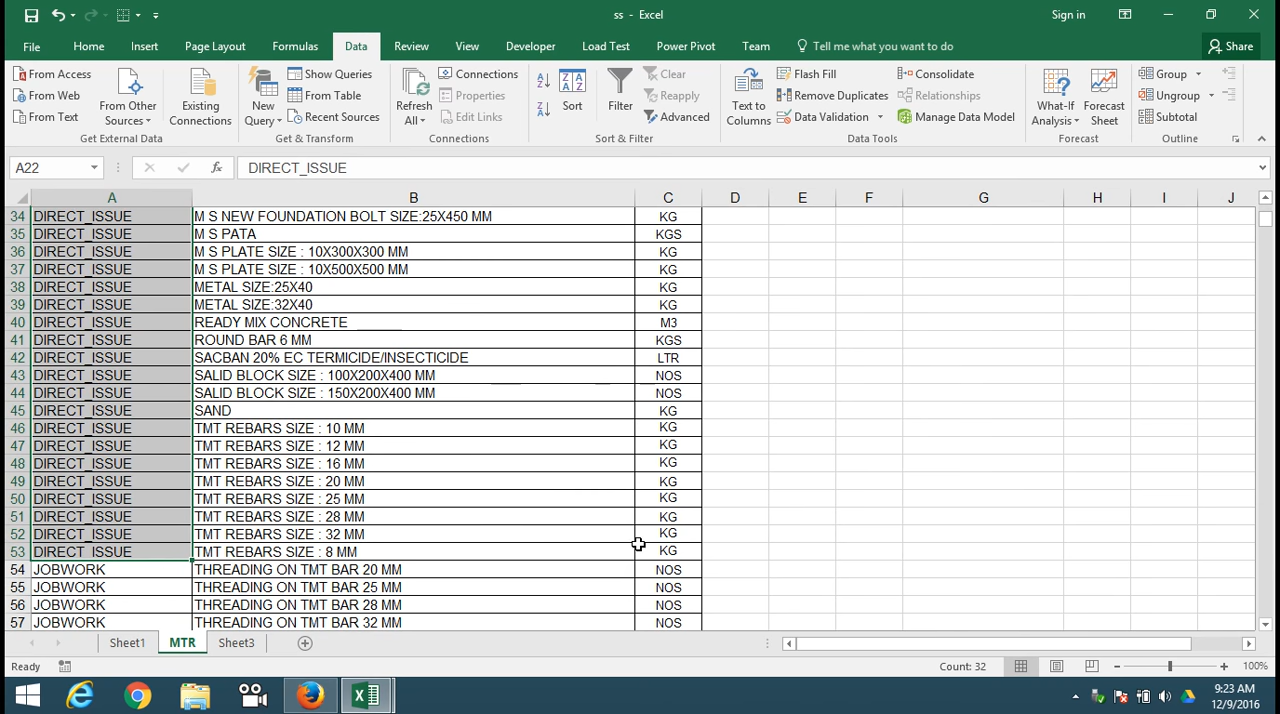 ss - Excel
Sign in
File Home Insert Page Layout Formulas Data Review View Developer Load Test Power Pivot Team Tell me what you want to do Share
From Access
From Web
From Text
From Other Sources
Existing Connections
Get External Data
New Query
Show Queries
From Table
Recent Sources
Get & Transform
Refresh All
Connections
Properties
Edit Links
Connections
Sort
Filter
Clear
Reapply
Advanced
Sort & Filter
Text to Columns
Flash Fill
Remove Duplicates
Data Validation
Consolidate
Relationships
Manage Data Model
Data Tools
What-If Analysis
Forecast Sheet
Forecast
Group
Ungroup
Subtotal
Outline
A22 fx DIRECT_ISSUE
A B C D E F G H I J
34 DIRECT_ISSUE M S NEW FOUNDATION BOLT SIZE:25X450 MM KG
35 DIRECT_ISSUE M S PATA KGS
36 DIRECT_ISSUE M S PLATE SIZE : 10X300X300 MM KG
37 DIRECT_ISSUE M S PLATE SIZE : 10X500X500 MM KG
38 DIRECT_ISSUE METAL SIZE:25X40 KG
39 DIRECT_ISSUE METAL SIZE:32X40 KG
40 DIRECT_ISSUE READY MIX CONCRETE M3
41 DIRECT_ISSUE ROUND BAR 6 MM KGS
42 DIRECT_ISSUE SACBAN 20% EC TERMICIDE/INSECTICIDE LTR
43 DIRECT_ISSUE SALID BLOCK SIZE : 100X200X400 MM NOS
44 DIRECT_ISSUE SALID BLOCK SIZE : 150X200X400 MM NOS
45 DIRECT_ISSUE SAND KG
46 DIRECT_ISSUE TMT REBARS SIZE : 10 MM KG
47 DIRECT_ISSUE TMT REBARS SIZE : 12 MM KG
48 DIRECT_ISSUE TMT REBARS SIZE : 16 MM KG
49 DIRECT_ISSUE TMT REBARS SIZE : 20 MM KG
50 DIRECT_ISSUE TMT REBARS SIZE : 25 MM KG
51 DIRECT_ISSUE TMT REBARS SIZE : 28 MM KG
52 DIRECT_ISSUE TMT REBARS SIZE : 32 MM KG
53 DIRECT_ISSUE TMT REBARS SIZE : 8 MM KG
54 JOBWORK THREADING ON TMT BAR 20 MM NOS
55 JOBWORK THREADING ON TMT BAR 25 MM NOS
56 JOBWORK THREADING ON TMT BAR 28 MM NOS
57 JOBWORK THREADING ON TMT BAR 32 MM NOS
Sheet1 MTR Sheet3
Ready Count: 32 100%
9:23 AM
12/9/2016